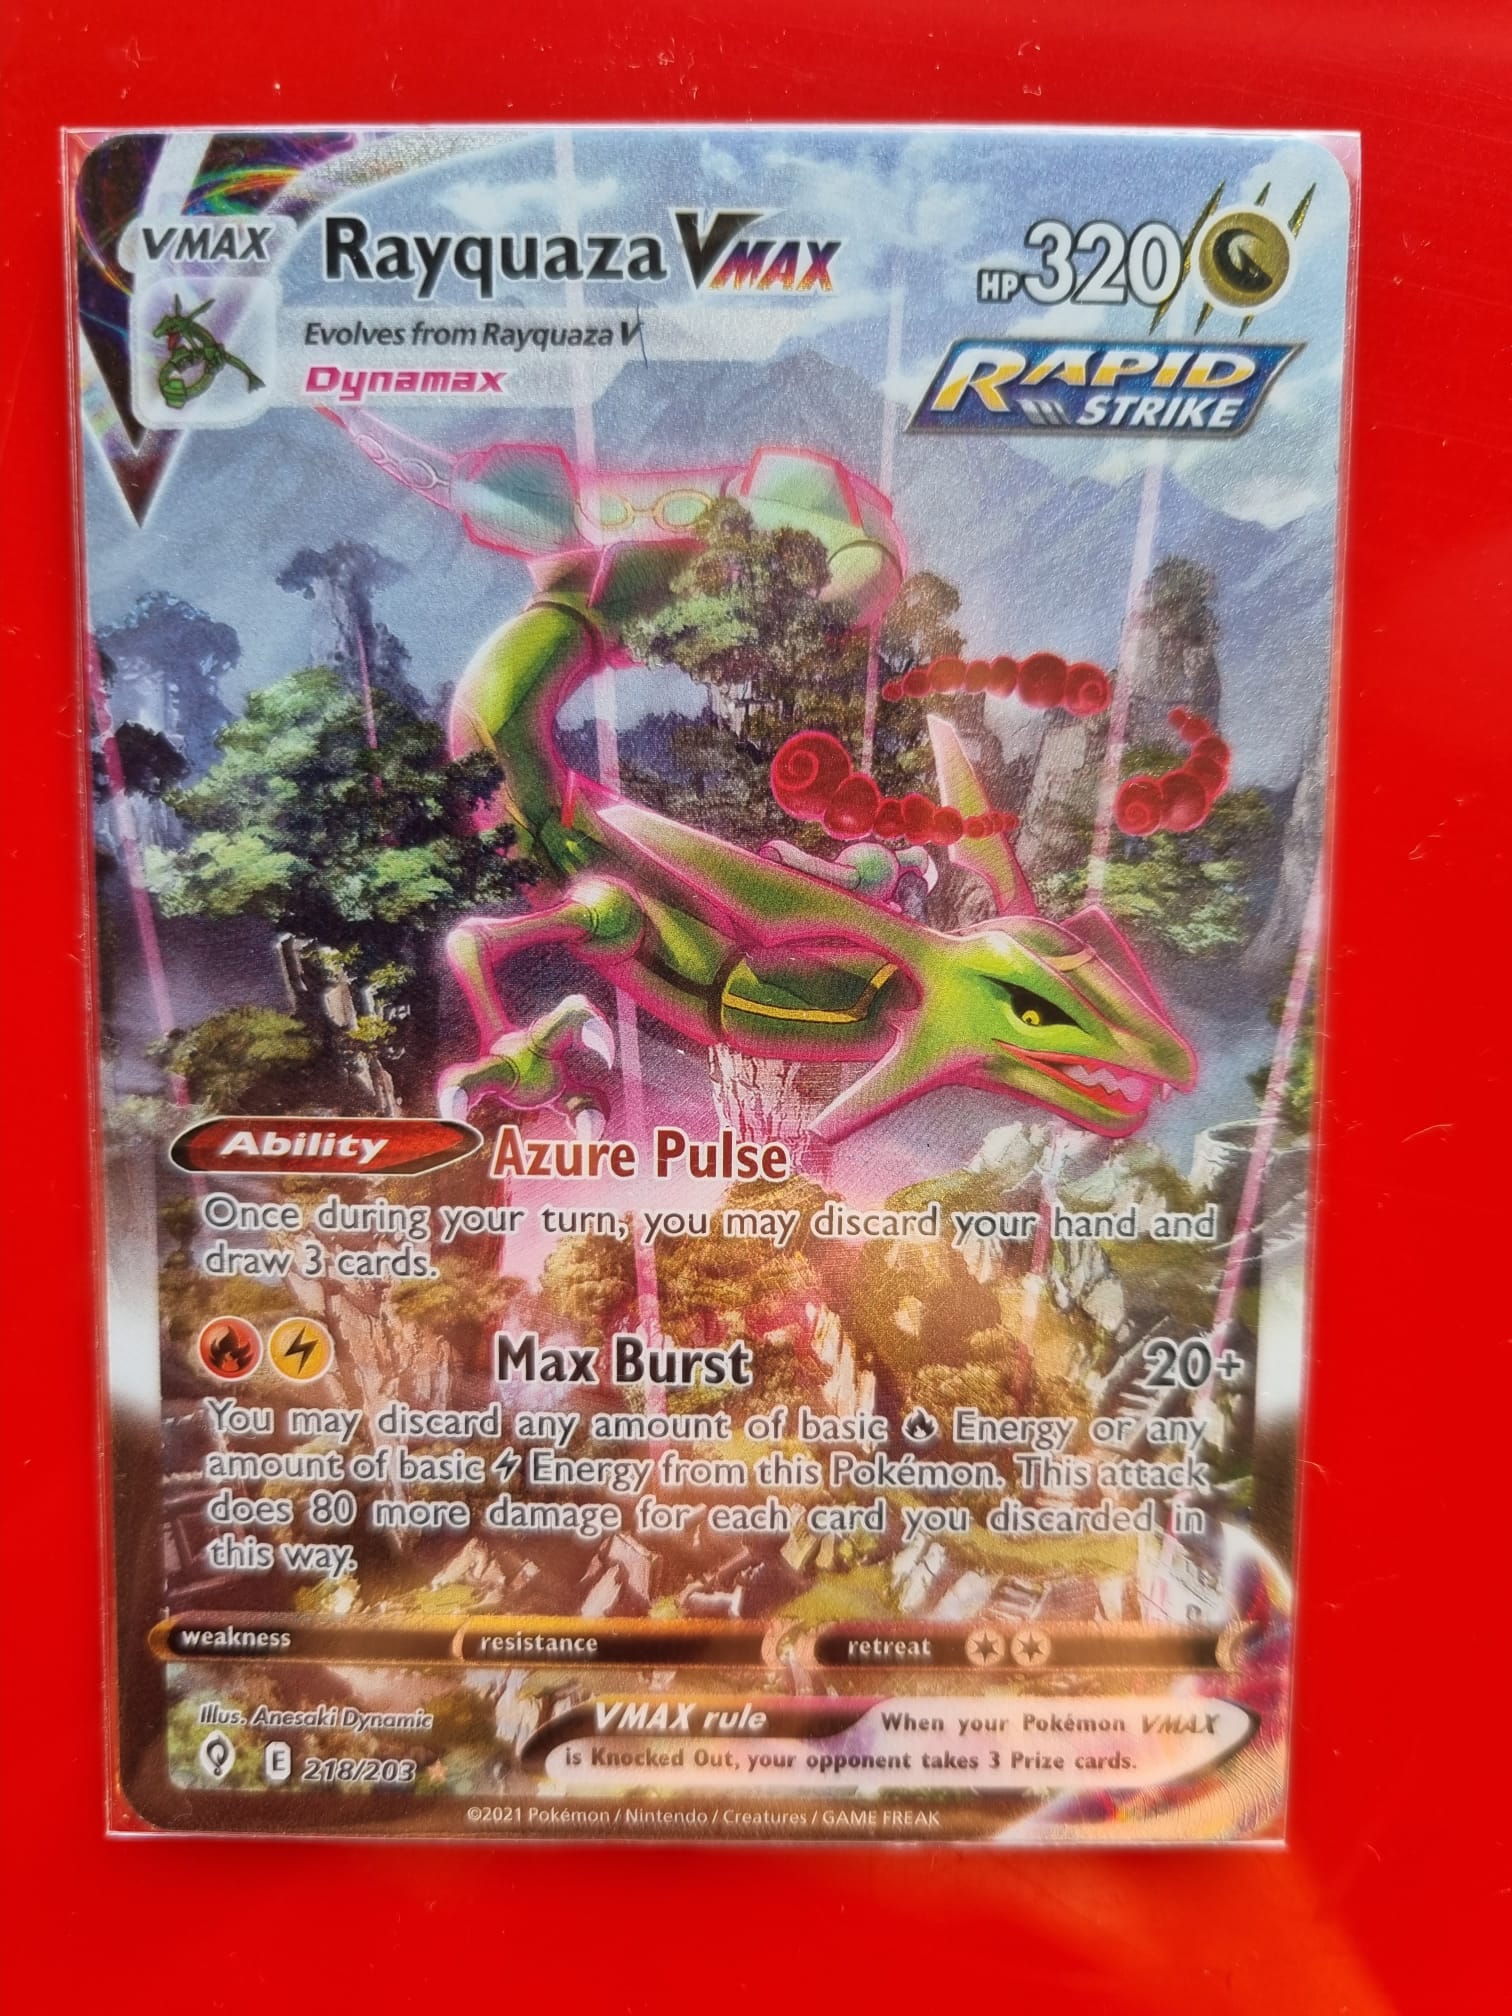 VMAX
Rayquaza VMAX
HP 320
Evolves from Rayquaza V
Dynamax
RAPID
STRIKE
Ability Azure Pulse
Once during your turn, you may discard your hand and
draw 3 cards.
Max Burst 20+
You may discard any amount of basic Energy or any
amount of basic Energy from this Pokémon. This attack
does 80 more damage for each card you discarded in
this way.
weakness resistance retreat
Illus. Anesaki Dynamic
VMAX rule When your Pokémon VMAX
is Knocked Out, your opponent takes 3 Prize cards.
E 218/203
©2021 Pokémon / Nintendo / Creatures / GAME FREAK